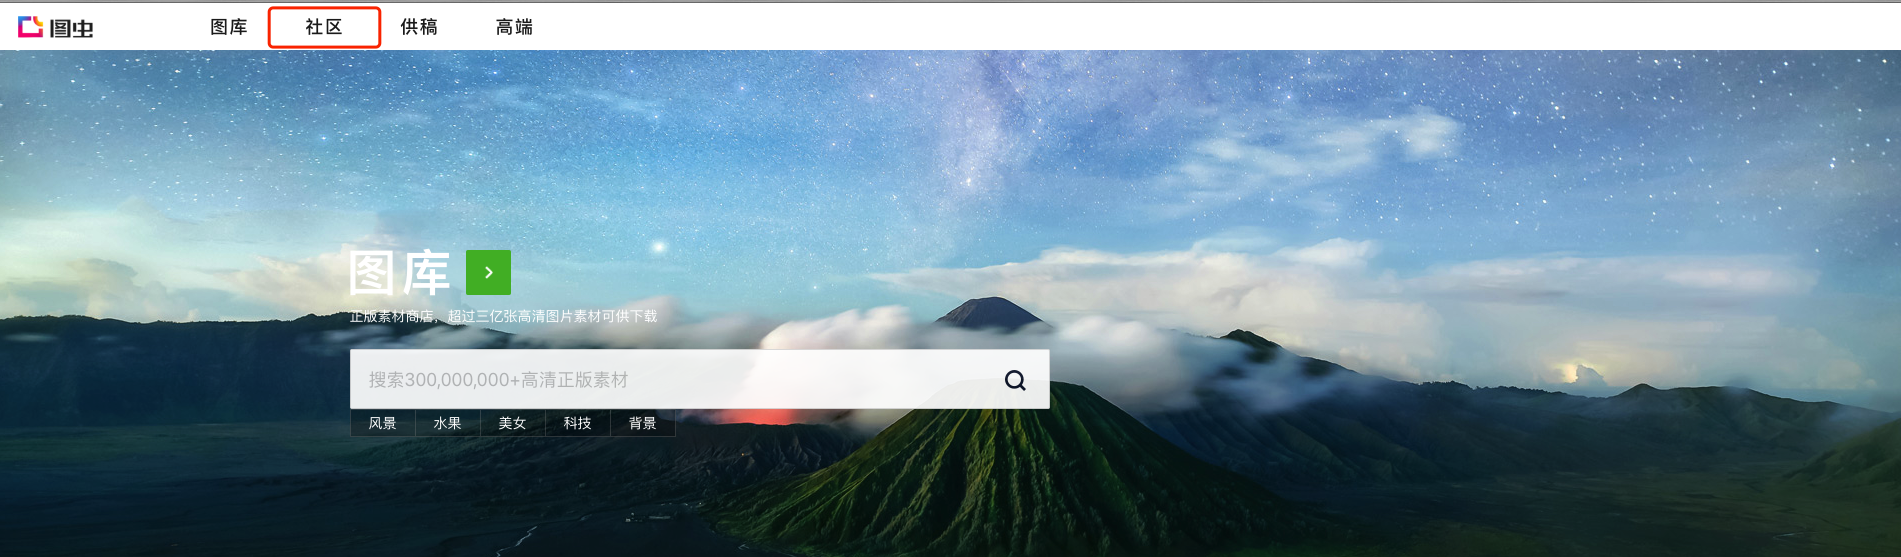 图虫 图库 社区 供稿 高端
图库
正版素材商店，超过三亿张高清图片素材可供下载
搜索300,000,000+高清正版素材
风景 水果 美女 科技 背景